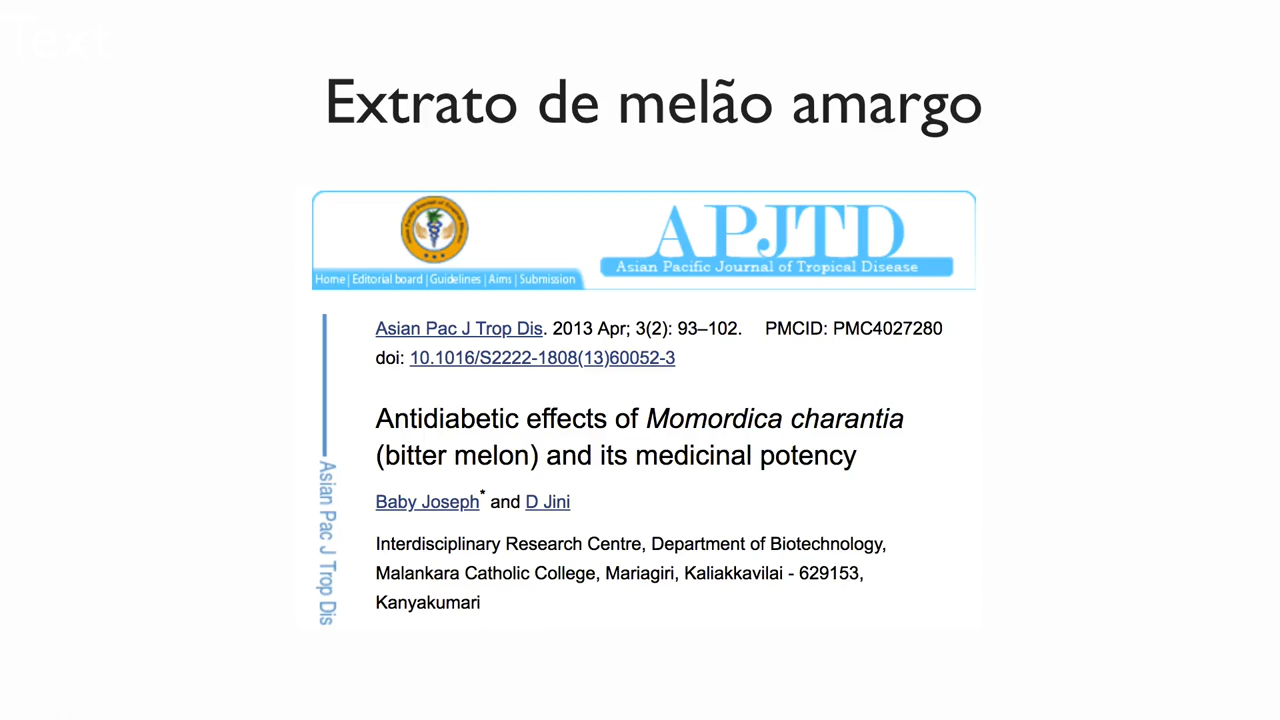 Text
Extrato de melão amargo
APJTD
Asian Pacific Journal of Tropical Disease
Home | Editorial board | Guidelines | Aims | Submission
Asian Pac J Trop Dis. 2013 Apr; 3(2): 93–102. PMCID: PMC4027280
doi: 10.1016/S2222-1808(13)60052-3
Antidiabetic effects of Momordica charantia
(bitter melon) and its medicinal potency
Baby Joseph* and D Jini
Interdisciplinary Research Centre, Department of Biotechnology,
Malankara Catholic College, Mariagiri, Kaliakkavilai - 629153,
Kanyakumari
Asian Pac J Trop Dis